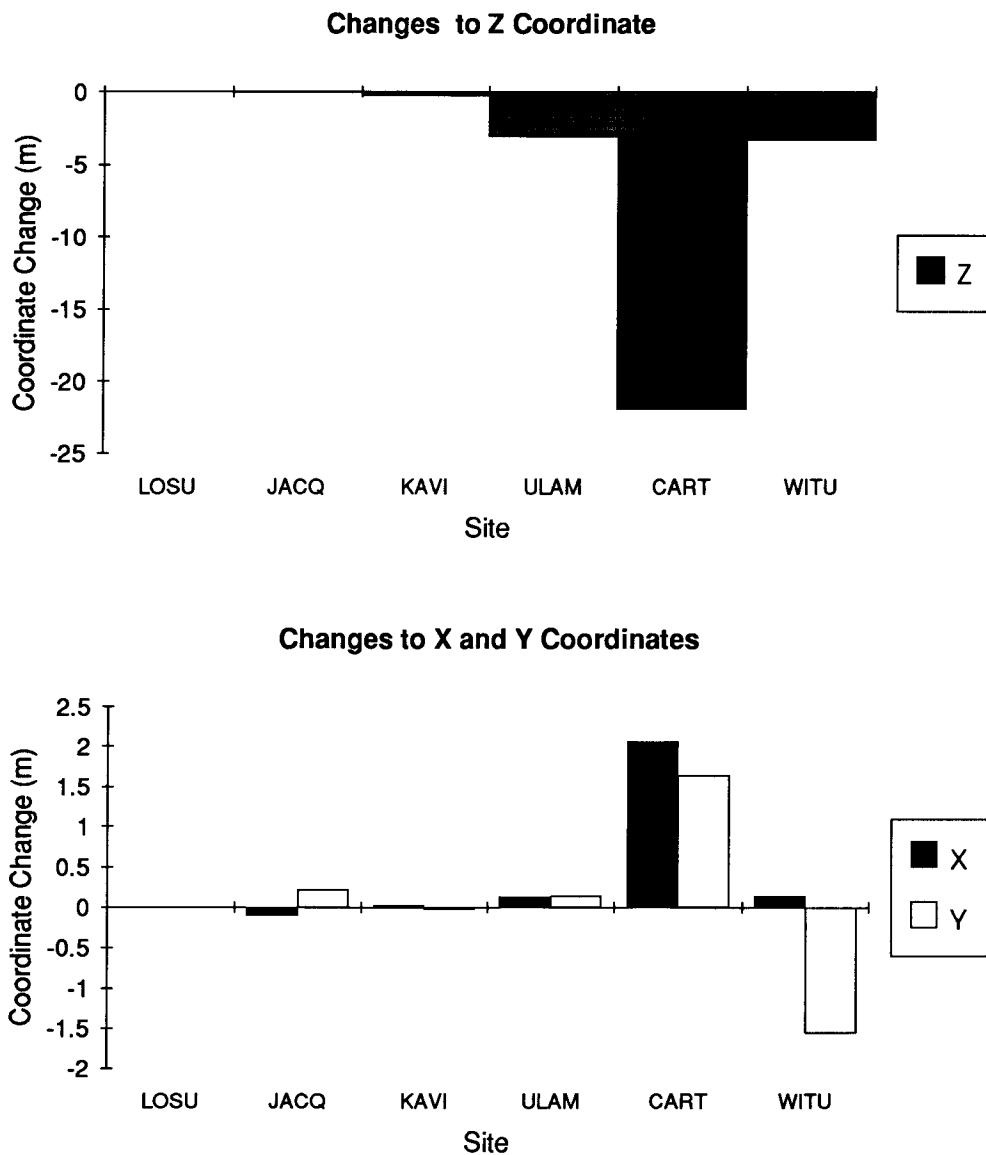 Changes to Z Coordinate
0
-5
-10
-15
-20
-25
Coordinate Change (m)
LOSU JACQ KAVI ULAM CART WITU
Site
Z
Changes to X and Y Coordinates
2.5
2
1.5
1
0.5
0
-0.5
-1
-1.5
-2
Coordinate Change (m)
LOSU JACQ KAVI ULAM CART WITU
Site
X
Y